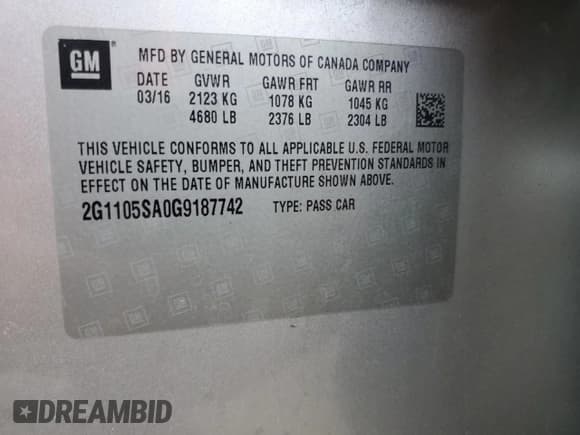 GM ®
MFD BY GENERAL MOTORS OF CANADA COMPANY
DATE GVWR GAWR FRT GAWR RR
03/16 2123 KG 1078 KG 1045 KG
4680 LB 2376 LB 2304 LB
THIS VEHICLE CONFORMS TO ALL APPLICABLE U.S. FEDERAL MOTOR
VEHICLE SAFETY, BUMPER, AND THEFT PREVENTION STANDARDS IN
EFFECT ON THE DATE OF MANUFACTURE SHOWN ABOVE.
2G1105SA0G9187742 TYPE: PASS CAR
DREAMBID